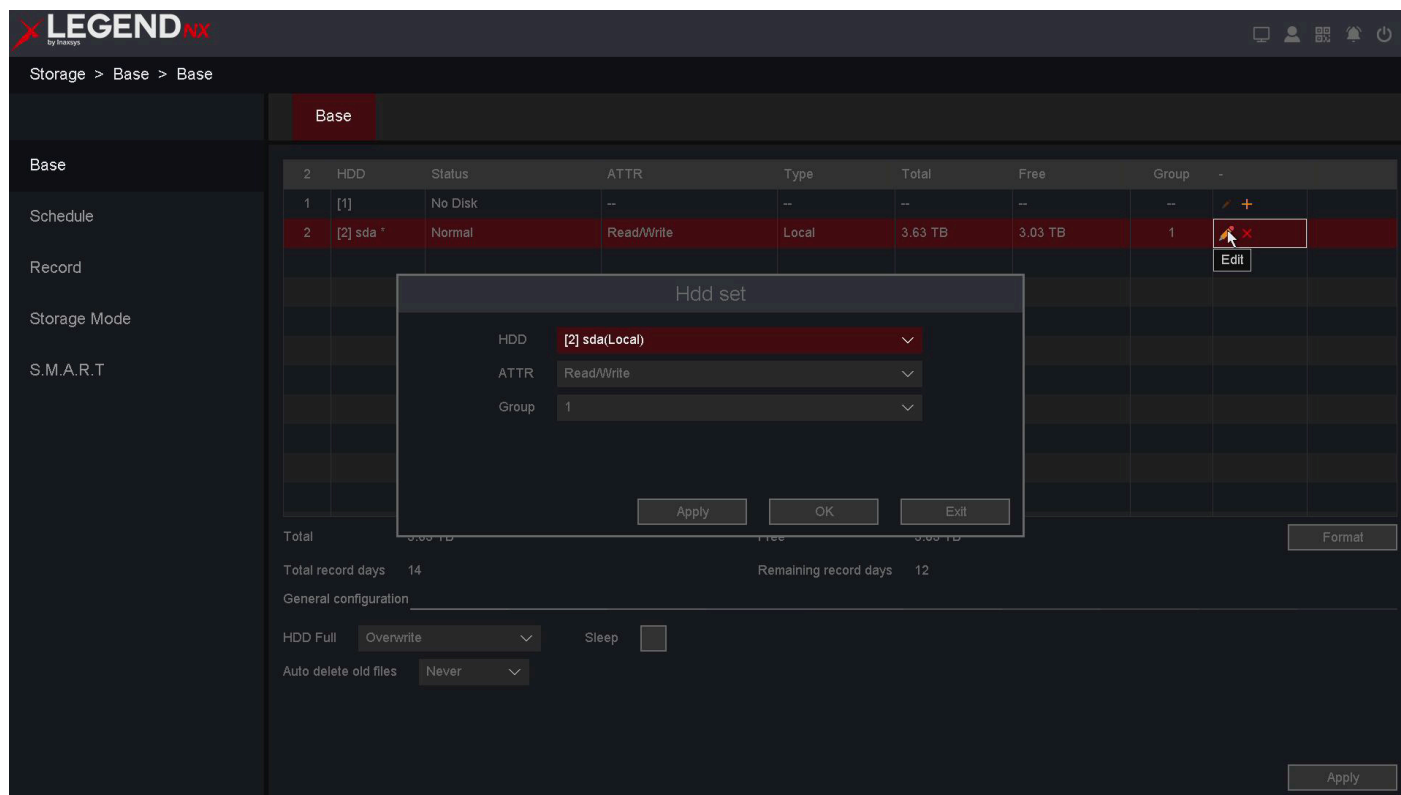 LEGENDNX
by Inaxsys
Storage > Base > Base
Base
Base
Schedule
Record
Storage Mode
S.M.A.R.T
2 HDD Status ATTR Type Total Free Group -
1 [1] No Disk -- -- -- -- --
2 [2] sda * Normal Read/Write Local 3.63 TB 3.03 TB 1
Edit
Hdd set
HDD [2] sda(Local)
ATTR Read/Write
Group 1
Apply OK Exit
Total Free Format
Total record days 14 Remaining record days 12
General configuration
HDD Full Overwrite Sleep
Auto delete old files Never
Apply